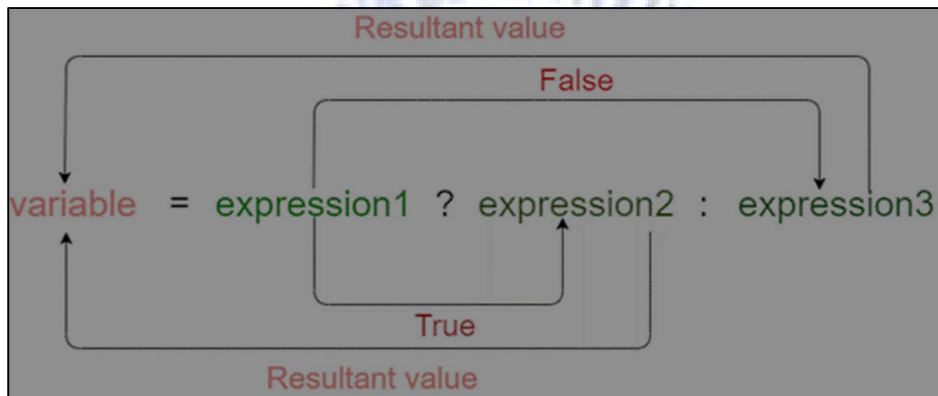 Resultant value
False
variable = expression1 ? expression2 : expression3
True
Resultant value